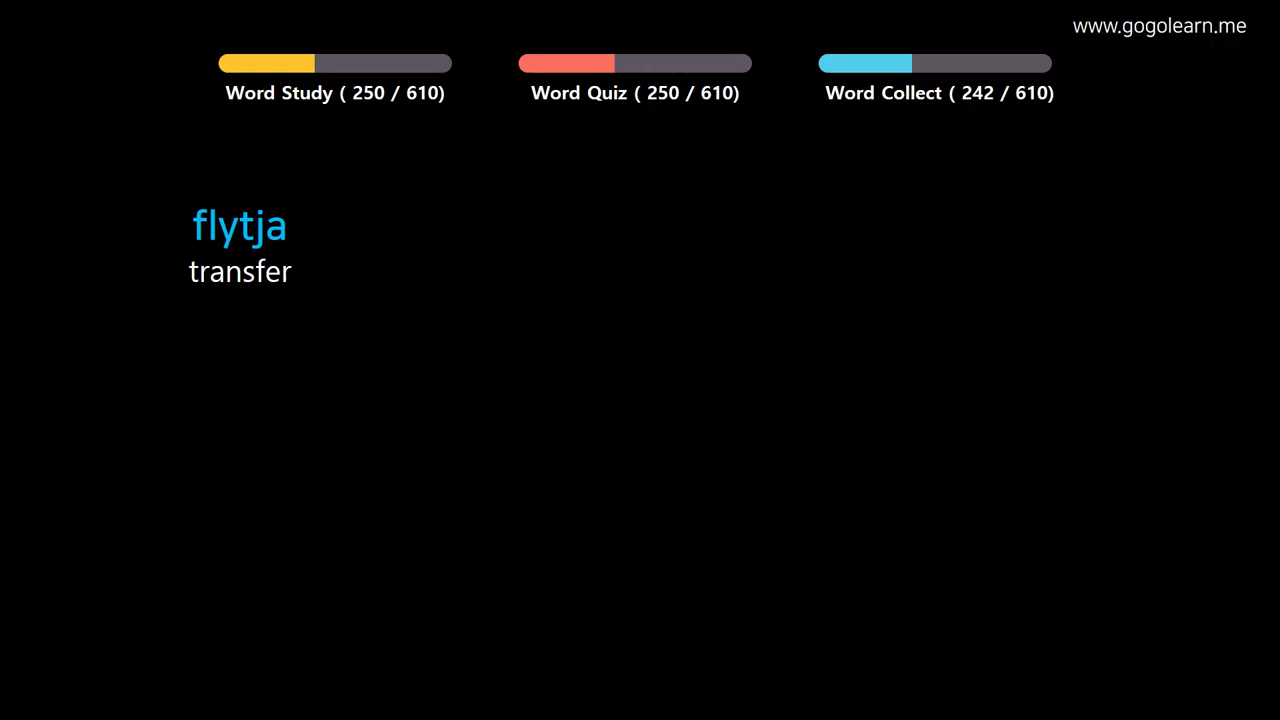 www.gogolearn.me
Word Study ( 250 / 610)
Word Quiz ( 250 / 610)
Word Collect ( 242 / 610)
flytja
transfer